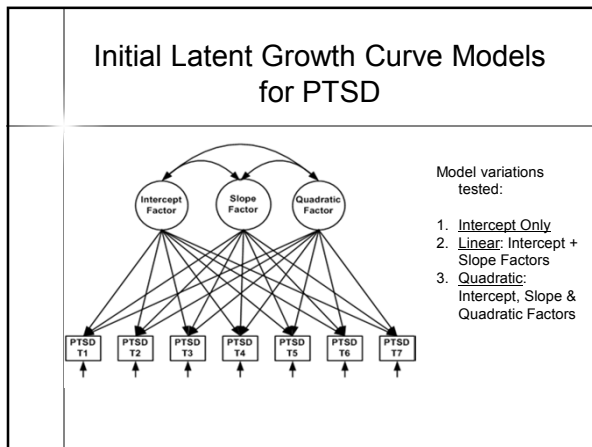 Initial Latent Growth Curve Models
for PTSD
Intercept
Factor
Slope
Factor
Quadratic
Factor
PTSD
T1
PTSD
T2
PTSD
T3
PTSD
T4
PTSD
T5
PTSD
T6
PTSD
T7
Model variations
tested:
1. Intercept Only
2. Linear: Intercept +
Slope Factors
3. Quadratic:
Intercept, Slope &
Quadratic Factors